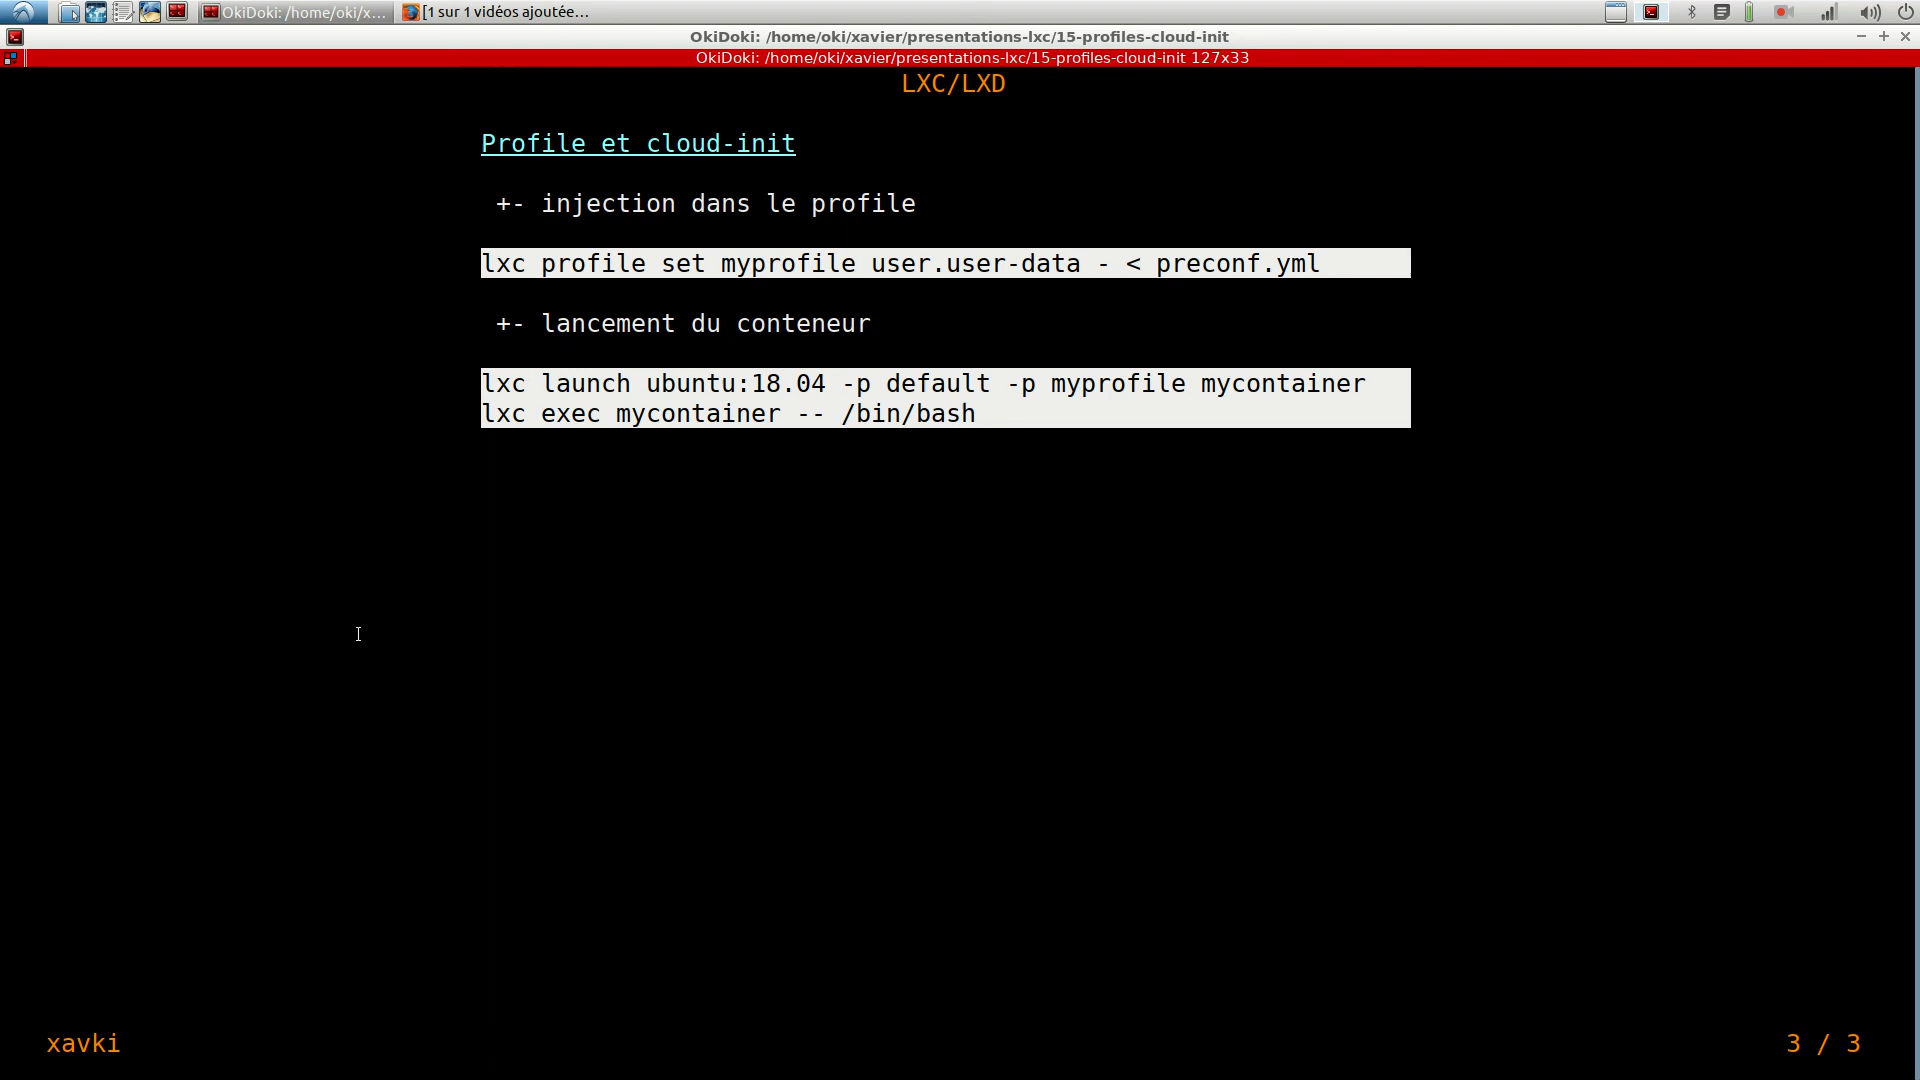 OkiDoki: /home/oki/x...
[1 sur 1 vidéos ajoutée...
OkiDoki: /home/oki/xavier/presentations-lxc/15-profiles-cloud-init
OkiDoki: /home/oki/xavier/presentations-lxc/15-profiles-cloud-init 127x33
LXC/LXD
Profile et cloud-init
+- injection dans le profile
lxc profile set myprofile user.user-data - < preconf.yml
+- lancement du conteneur
lxc launch ubuntu:18.04 -p default -p myprofile mycontainer
lxc exec mycontainer -- /bin/bash
xavki
3 / 3